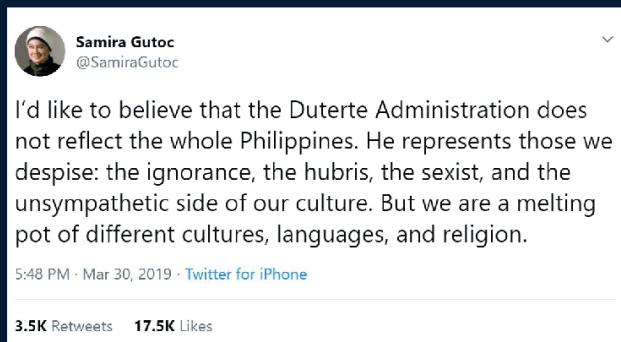 Samira Gutoc
@SamiraGutoc
I'd like to believe that the Duterte Administration does
not reflect the whole Philippines. He represents those we
despise: the ignorance, the hubris, the sexist, and the
unsympathetic side of our culture. But we are a melting
pot of different cultures, languages, and religion.
5:48 PM · Mar 30, 2019 · Twitter for iPhone
3.5K Retweets 17.5K Likes